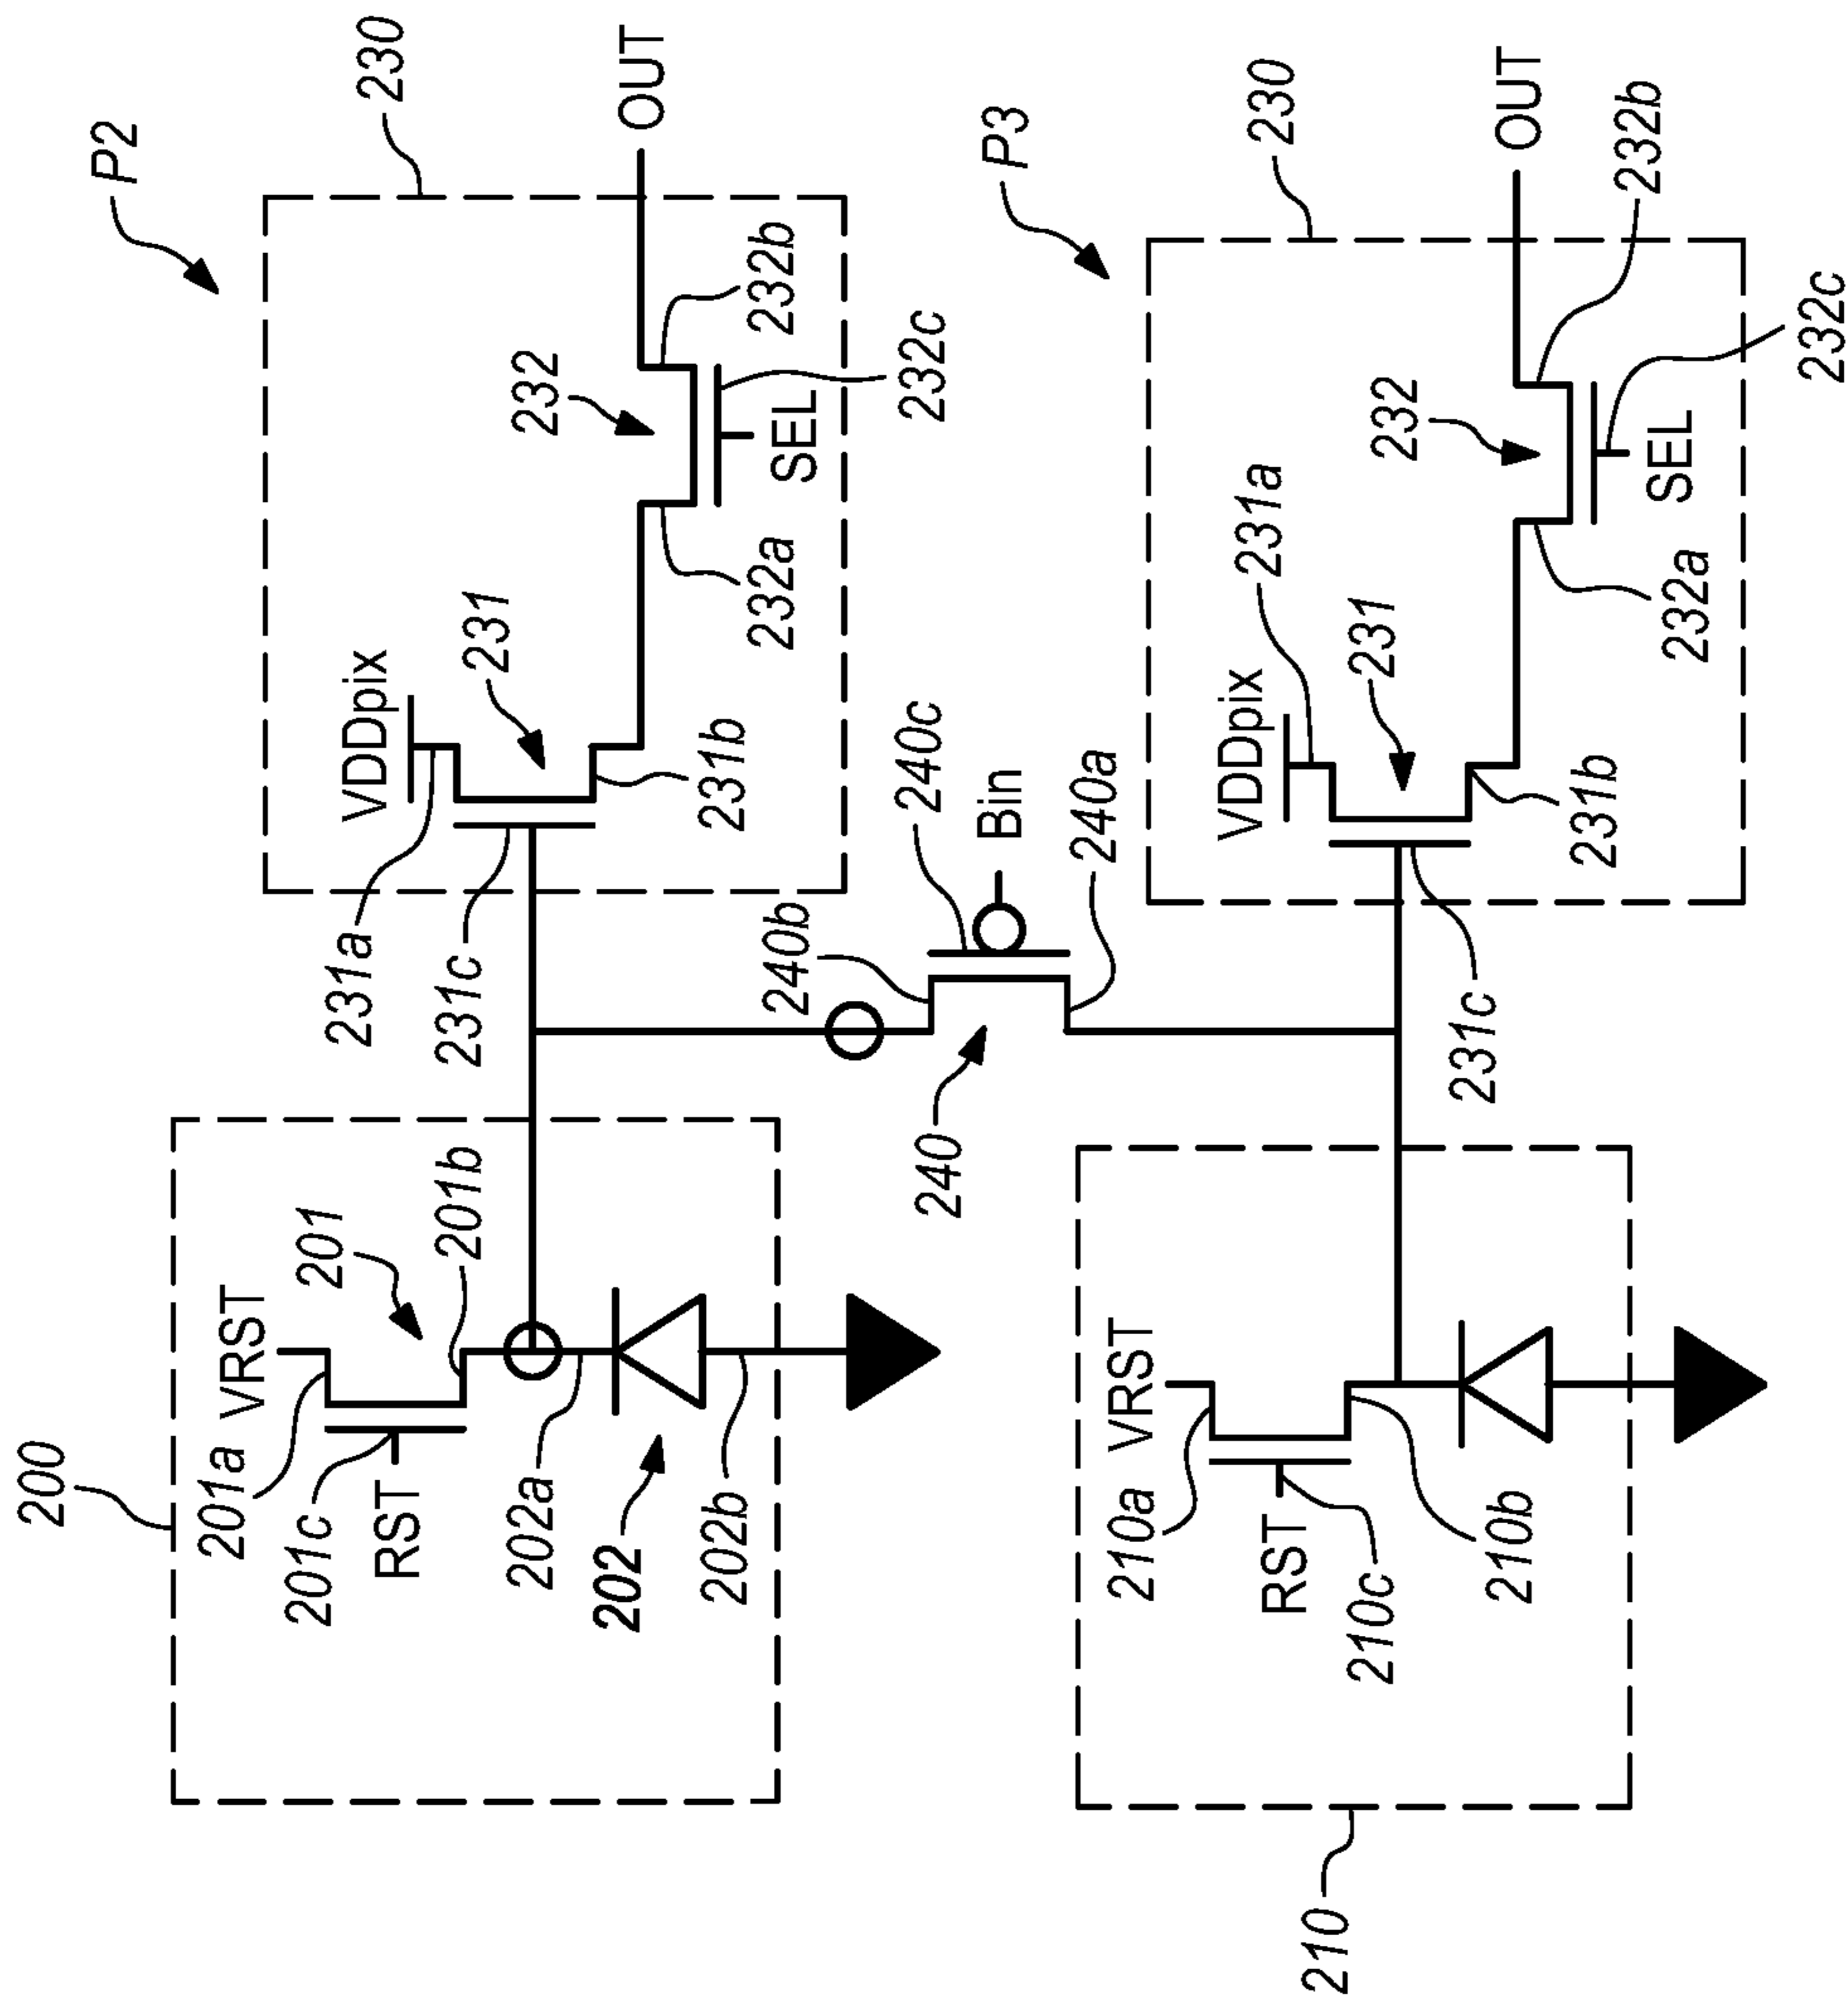 P2
230
OUT
232
232b
232c
SEL
232a
VDDpix
231
231b
231a
231c
200
VRST
201
201b
201a
201c
RST
202a
202
202b
240b
240c
Bin
240a
240
P3
230
OUT
232b
232
232c
SEL
232a
231a
VDDpix
231
231b
231c
VRST
210a
RST
210c
210b
210